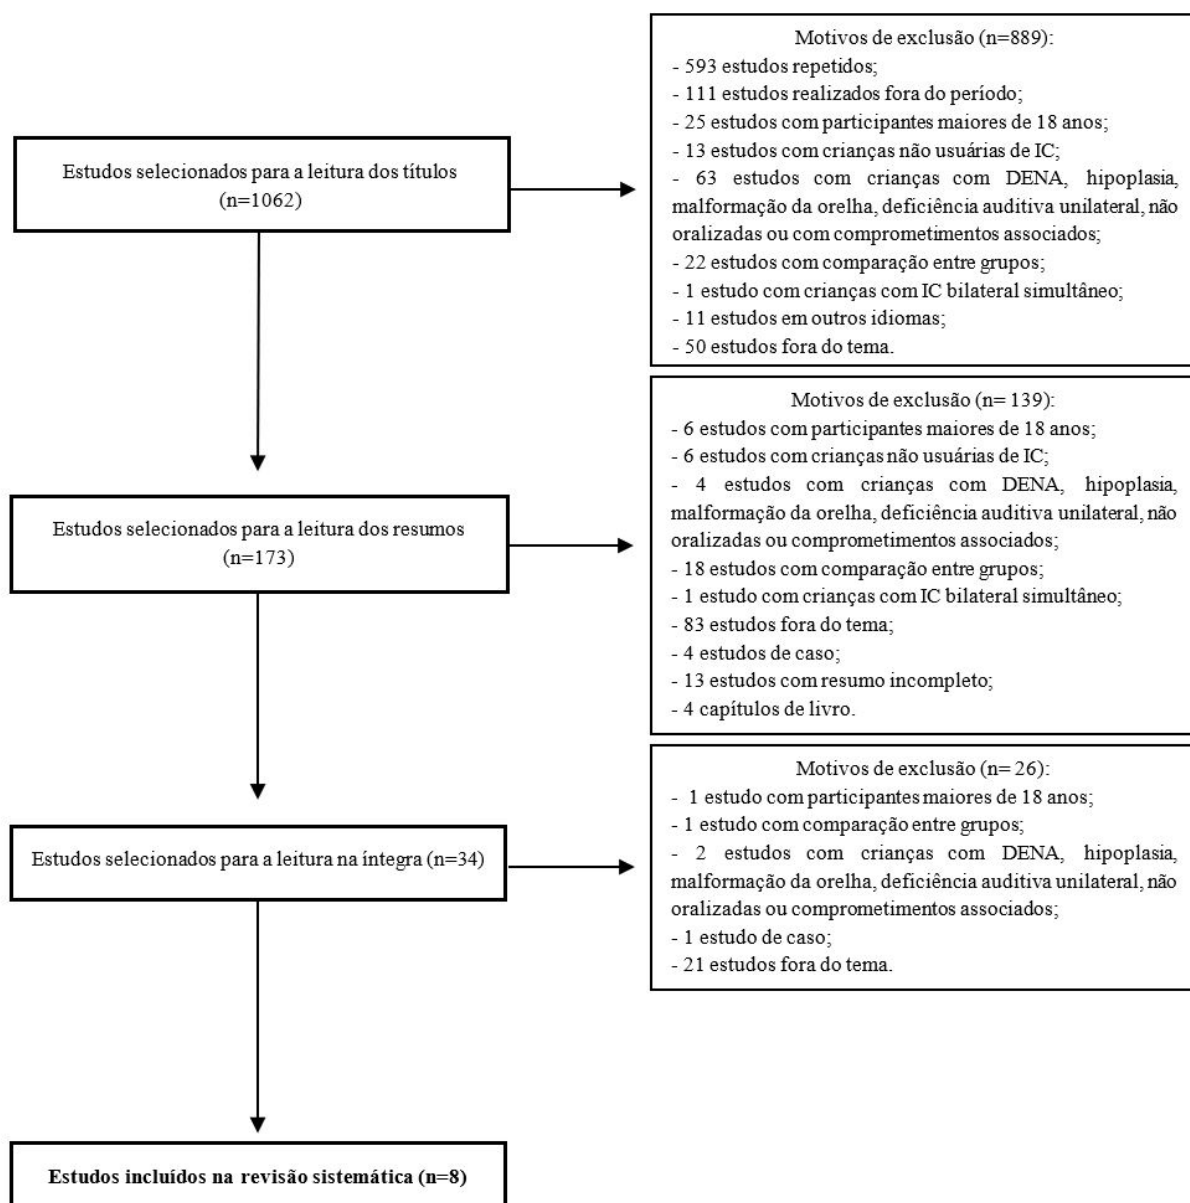 Estudos selecionados para a leitura dos títulos
(n=1062)
Motivos de exclusão (n=889):
- 593 estudos repetidos;
- 111 estudos realizados fora do período;
- 25 estudos com participantes maiores de 18 anos;
- 13 estudos com crianças não usuárias de IC;
- 63 estudos com crianças com DENA, hipoplasia,
malformação da orelha, deficiência auditiva unilateral, não
oralizadas ou com comprometimentos associados;
- 22 estudos com comparação entre grupos;
- 1 estudo com crianças com IC bilateral simultâneo;
- 11 estudos em outros idiomas;
- 50 estudos fora do tema.
Estudos selecionados para a leitura dos resumos
(n=173)
Motivos de exclusão (n= 139):
- 6 estudos com participantes maiores de 18 anos;
- 6 estudos com crianças não usuárias de IC;
- 4 estudos com crianças com DENA, hipoplasia,
malformação da orelha, deficiência auditiva unilateral, não
oralizadas ou comprometimentos associados;
- 18 estudos com comparação entre grupos;
- 1 estudo com crianças com IC bilateral simultâneo;
- 83 estudos fora do tema;
- 4 estudos de caso;
- 13 estudos com resumo incompleto;
- 4 capítulos de livro.
Estudos selecionados para a leitura na íntegra (n=34)
Motivos de exclusão (n= 26):
- 1 estudo com participantes maiores de 18 anos;
- 1 estudo com comparação entre grupos;
- 2 estudos com crianças com DENA, hipoplasia,
malformação da orelha, deficiência auditiva unilateral, não
oralizadas ou comprometimentos associados;
- 1 estudo de caso;
- 21 estudos fora do tema.
Estudos incluídos na revisão sistemática (n=8)